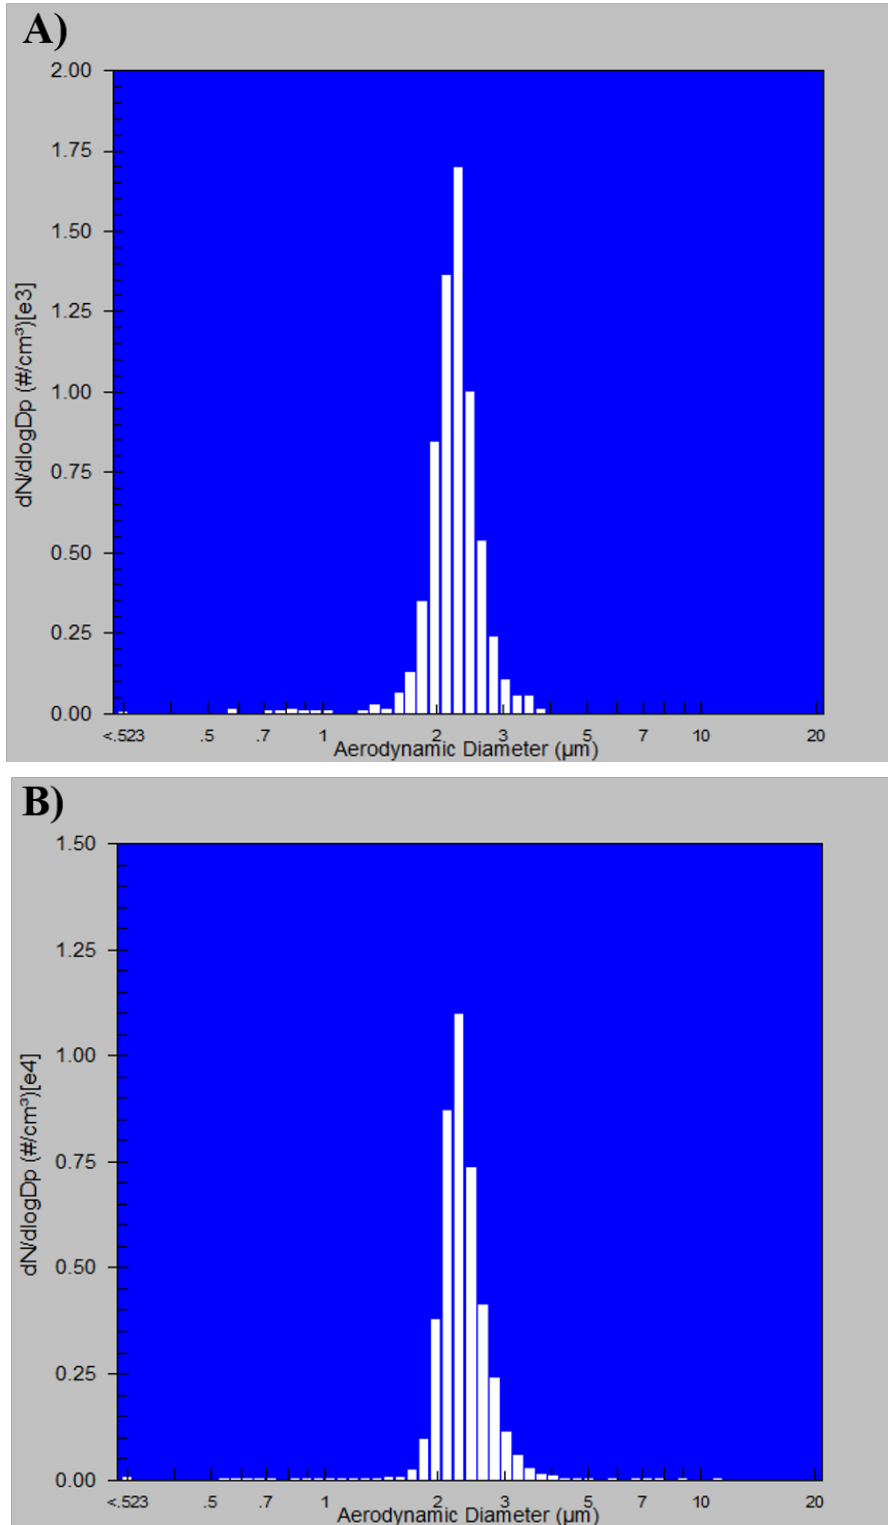 A)
2.00
1.75
1.50
1.25
1.00
0.75
0.50
0.25
0.00
dN/dlogDp (#/cm³)[e3]
<.523 .5 .7 1 2 3 5 7 10 20
Aerodynamic Diameter (µm)
B)
1.50
1.25
1.00
0.75
0.50
0.25
0.00
dN/dlogDp (#/cm³)[e4]
<.523 .5 .7 1 2 3 5 7 10 20
Aerodynamic Diameter (µm)